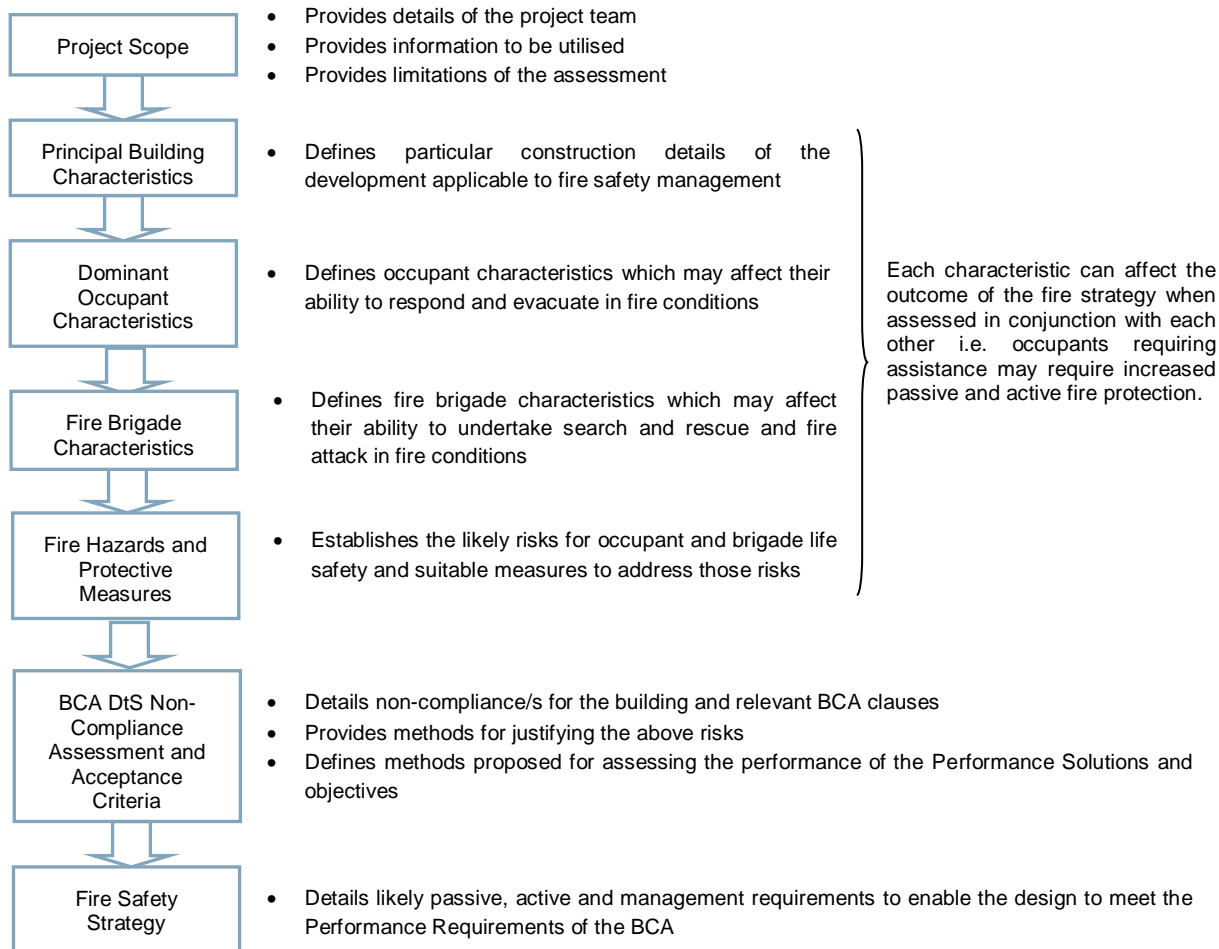 Project Scope
• Provides details of the project team
• Provides information to be utilised
• Provides limitations of the assessment
Principal Building
Characteristics
• Defines particular construction details of the
development applicable to fire safety management
Dominant
Occupant
Characteristics
• Defines occupant characteristics which may affect their
ability to respond and evacuate in fire conditions
Fire Brigade
Characteristics
• Defines fire brigade characteristics which may affect
their ability to undertake search and rescue and fire
attack in fire conditions
Fire Hazards and
Protective
Measures
• Establishes the likely risks for occupant and brigade life
safety and suitable measures to address those risks
Each characteristic can affect the
outcome of the fire strategy when
assessed in conjunction with each
other i.e. occupants requiring
assistance may require increased
passive and active fire protection.
BCA DtS Non-
Compliance
Assessment and
Acceptance
Criteria
• Details non-compliance/s for the building and relevant BCA clauses
• Provides methods for justifying the above risks
• Defines methods proposed for assessing the performance of the Performance Solutions and
objectives
Fire Safety
Strategy
• Details likely passive, active and management requirements to enable the design to meet the
Performance Requirements of the BCA